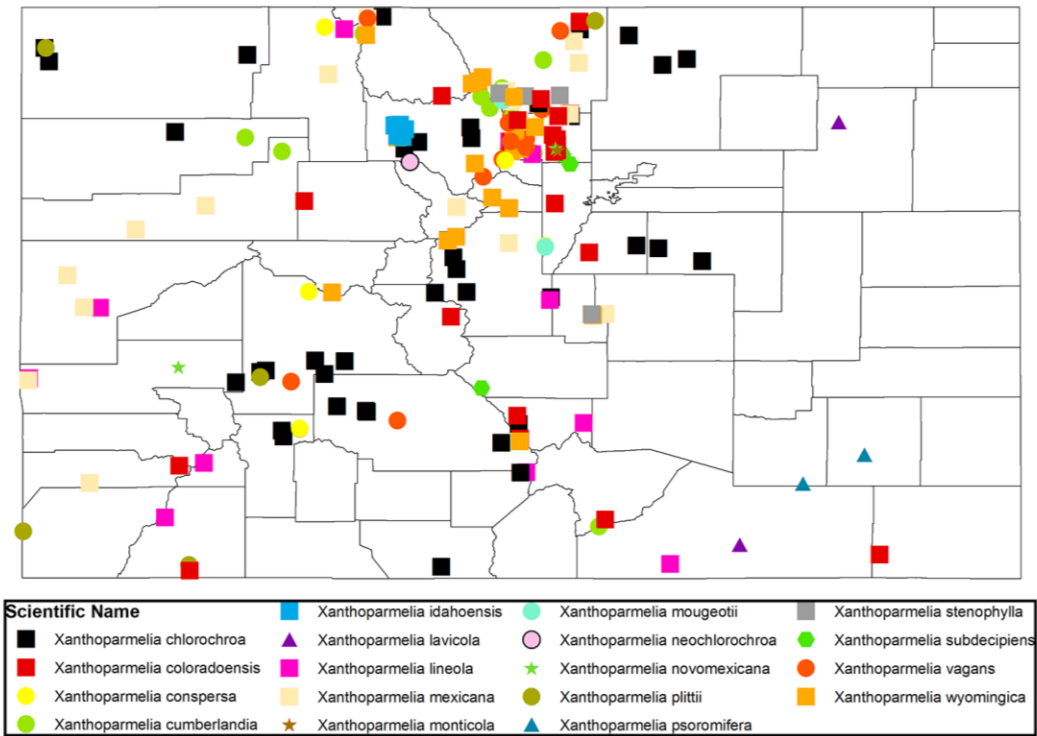 Scientific Name
Xanthoparmelia chlorochroa
Xanthoparmelia coloradoensis
Xanthoparmelia conspersa
Xanthoparmelia cumberlandia
Xanthoparmelia idahoensis
Xanthoparmelia lavicola
Xanthoparmelia lineola
Xanthoparmelia mexicana
Xanthoparmelia monticola
Xanthoparmelia mougeotii
Xanthoparmelia neochlorochroa
Xanthoparmelia novomexicana
Xanthoparmelia plittii
Xanthoparmelia psoromifera
Xanthoparmelia stenophylla
Xanthoparmelia subdecipiens
Xanthoparmelia vagans
Xanthoparmelia wyomingica